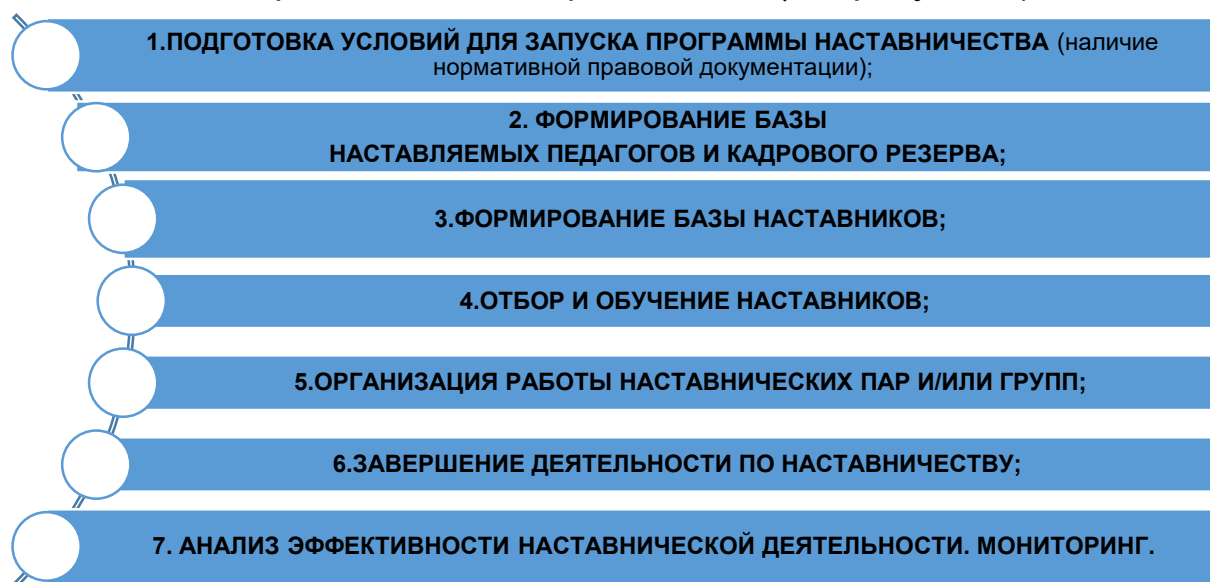 1.ПОДГОТОВКА УСЛОВИЙ ДЛЯ ЗАПУСКА ПРОГРАММЫ НАСТАВНИЧЕСТВА (наличие
нормативной правовой документации);
2. ФОРМИРОВАНИЕ БАЗЫ
НАСТАВЛЯЕМЫХ ПЕДАГОГОВ И КАДРОВОГО РЕЗЕРВА;
3.ФОРМИРОВАНИЕ БАЗЫ НАСТАВНИКОВ;
4.ОТБОР И ОБУЧЕНИЕ НАСТАВНИКОВ;
5.ОРГАНИЗАЦИЯ РАБОТЫ НАСТАВНИЧЕСКИХ ПАР И/ИЛИ ГРУПП;
6.ЗАВЕРШЕНИЕ ДЕЯТЕЛЬНОСТИ ПО НАСТАВНИЧЕСТВУ;
7. АНАЛИЗ ЭФФЕКТИВНОСТИ НАСТАВНИЧЕСКОЙ ДЕЯТЕЛЬНОСТИ. МОНИТОРИНГ.